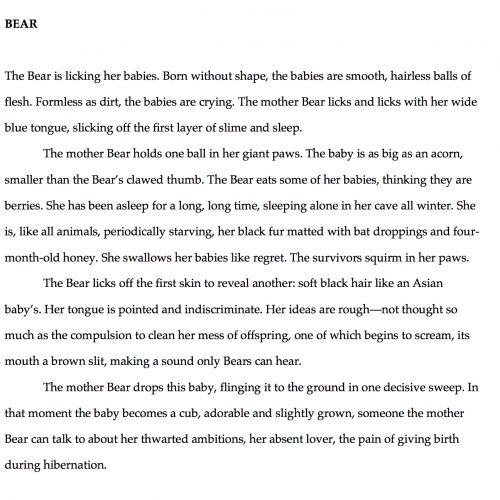 BEAR
The Bear is licking her babies. Born without shape, the babies are smooth, hairless balls of
flesh. Formless as dirt, the babies are crying. The mother Bear licks and licks with her wide
blue tongue, slicking off the first layer of slime and sleep.
The mother Bear holds one ball in her giant paws. The baby is as big as an acorn,
smaller than the Bear's clawed thumb. The Bear eats some of her babies, thinking they are
berries. She has been asleep for a long, long time, sleeping alone in her cave all winter. She
is, like all animals, periodically starving, her black fur matted with bat droppings and four-
month-old honey. She swallows her babies like regret. The survivors squirm in her paws.
The Bear licks off the first skin to reveal another: soft black hair like an Asian
baby's. Her tongue is pointed and indiscriminate. Her ideas are rough—not thought so
much as the compulsion to clean her mess of offspring, one of which begins to scream, its
mouth a brown slit, making a sound only Bears can hear.
The mother Bear drops this baby, flinging it to the ground in one decisive sweep. In
that moment the baby becomes a cub, adorable and slightly grown, someone the mother
Bear can talk to about her thwarted ambitions, her absent lover, the pain of giving birth
during hibernation.